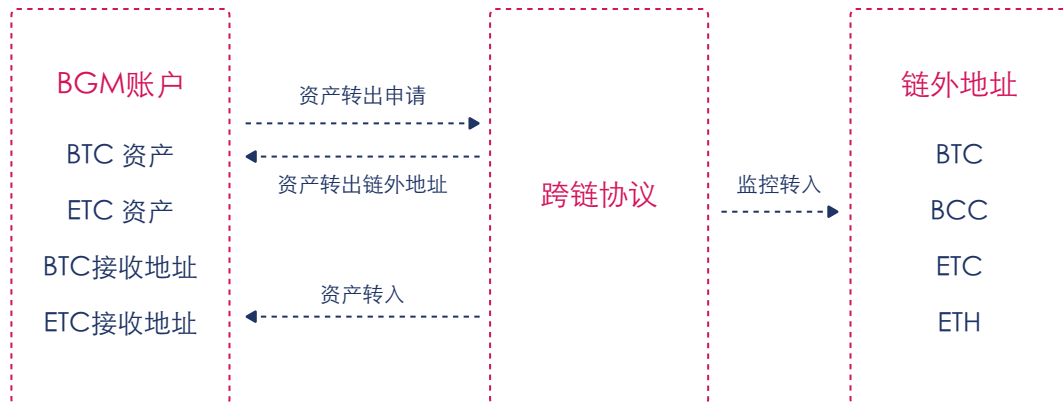 BGM账户
BTC 资产
ETC 资产
BTC接收地址
ETC接收地址
资产转出申请
资产转出链外地址
资产转入
跨链协议
监控转入
链外地址
BTC
BCC
ETC
ETH